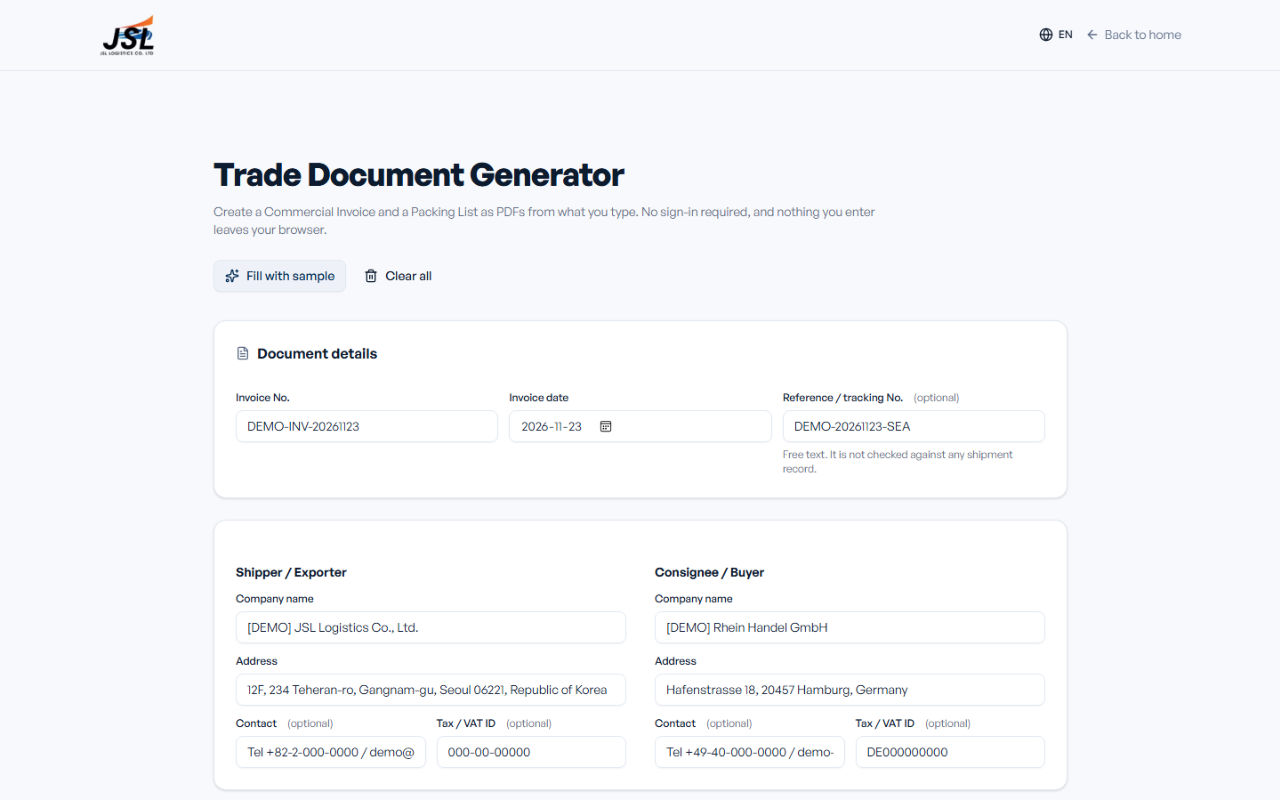 JSL
JSL LOGISTICS CO. LTD
EN
Back to home
Trade Document Generator
Create a Commercial Invoice and a Packing List as PDFs from what you type. No sign-in required, and nothing you enter
leaves your browser.
Fill with sample
Clear all
Document details
Invoice No.
Invoice date
Reference / tracking No. (optional)
DEMO-INV-20261123
2026-11-23
DEMO-20261123-SEA
Free text. It is not checked against any shipment
record.
Shipper / Exporter
Consignee / Buyer
Company name
Company name
[DEMO] JSL Logistics Co., Ltd.
[DEMO] Rhein Handel GmbH
Address
Address
12F, 234 Teheran-ro, Gangnam-gu, Seoul 06221, Republic of Korea
Hafenstrasse 18, 20457 Hamburg, Germany
Contact (optional)
Tax / VAT ID (optional)
Contact (optional)
Tax / VAT ID (optional)
Tel +82-2-000-0000 / demo@
000-00-00000
Tel +49-40-000-0000 / demo-
DE000000000